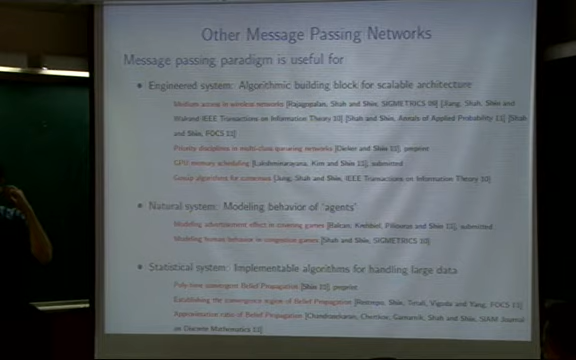 Other Message Passing Networks
Message passing paradigm is useful for
Engineered system: Algorithmic building block for scalable architecture
Medium access in wireless networks [Rajagopalan, Shah and Shin, SIGMETRICS 09] [Jiang, Shah, Shin and
Walrand IEEE Transactions on Information Theory 10] [Shah and Shin, Annals of Applied Probability 11] [Shah
and Shin, FOCS 11]
Priority discipline in multi-class queueing networks [Dieker and Shin 11], preprint
GPU memory scheduling [Lakshminarayana, Kim and Shin 11], submitted
Gossip algorithms for consensus [Jung, Shah and Shin, IEEE Transactions on Information Theory 10]
Natural system: Modeling behavior of 'agents'
Modeling advertisement effect in covering games [Balcan, Krehbiel, Piliouras and Shin 11], submitted
Modeling human behavior in congestion games [Shah and Shin, SIGMETRICS 10]
Statistical system: Implementable algorithms for handling large data
Poly-time convergent Belief Propagation [Shin 11], preprint
Establishing the convergence region of Belief Propagation [Restrepo, Shin, Tetali, Vigoda and Yang, FOCS 11]
Approximation ratio of Belief Propagation [Chandrasekaran, Chertkov, Gamarnik, Shah and Shin, SIAM Journal
on Discrete Mathematics 11]